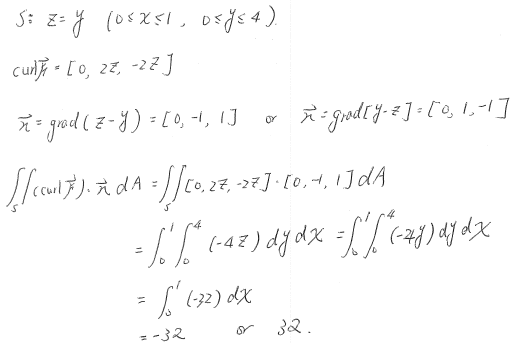 S: z = y (0 ≤ x ≤ 1, 0 ≤ y ≤ 4).
curl F⃗ = [0, 2z, -2z]
n⃗ = grad(z-y) = [0, -1, 1] or n⃗ = grad[y-z] = [0, 1, -1]
∬_S (curl F⃗)·n⃗ dA = ∬_S [0, 2z, -2z]·[0, -1, 1] dA
= ∫_0^1 ∫_0^4 (-4z) dy dx = ∫_0^1 ∫_0^4 (-4y) dy dx
= ∫_0^1 (-32) dx
= -32 or 32.